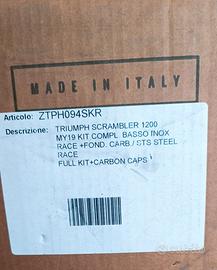 MADE IN ITALY
Articolo: ZTPH094SKR
Descrizione: TRIUMPH SCRAMBLER 1200
MY19 KIT.COMPL. BASSO INOX
RACE +FOND. CARB./ STS STEEL
RACE
FULL KIT+CARBON CAPS
subito